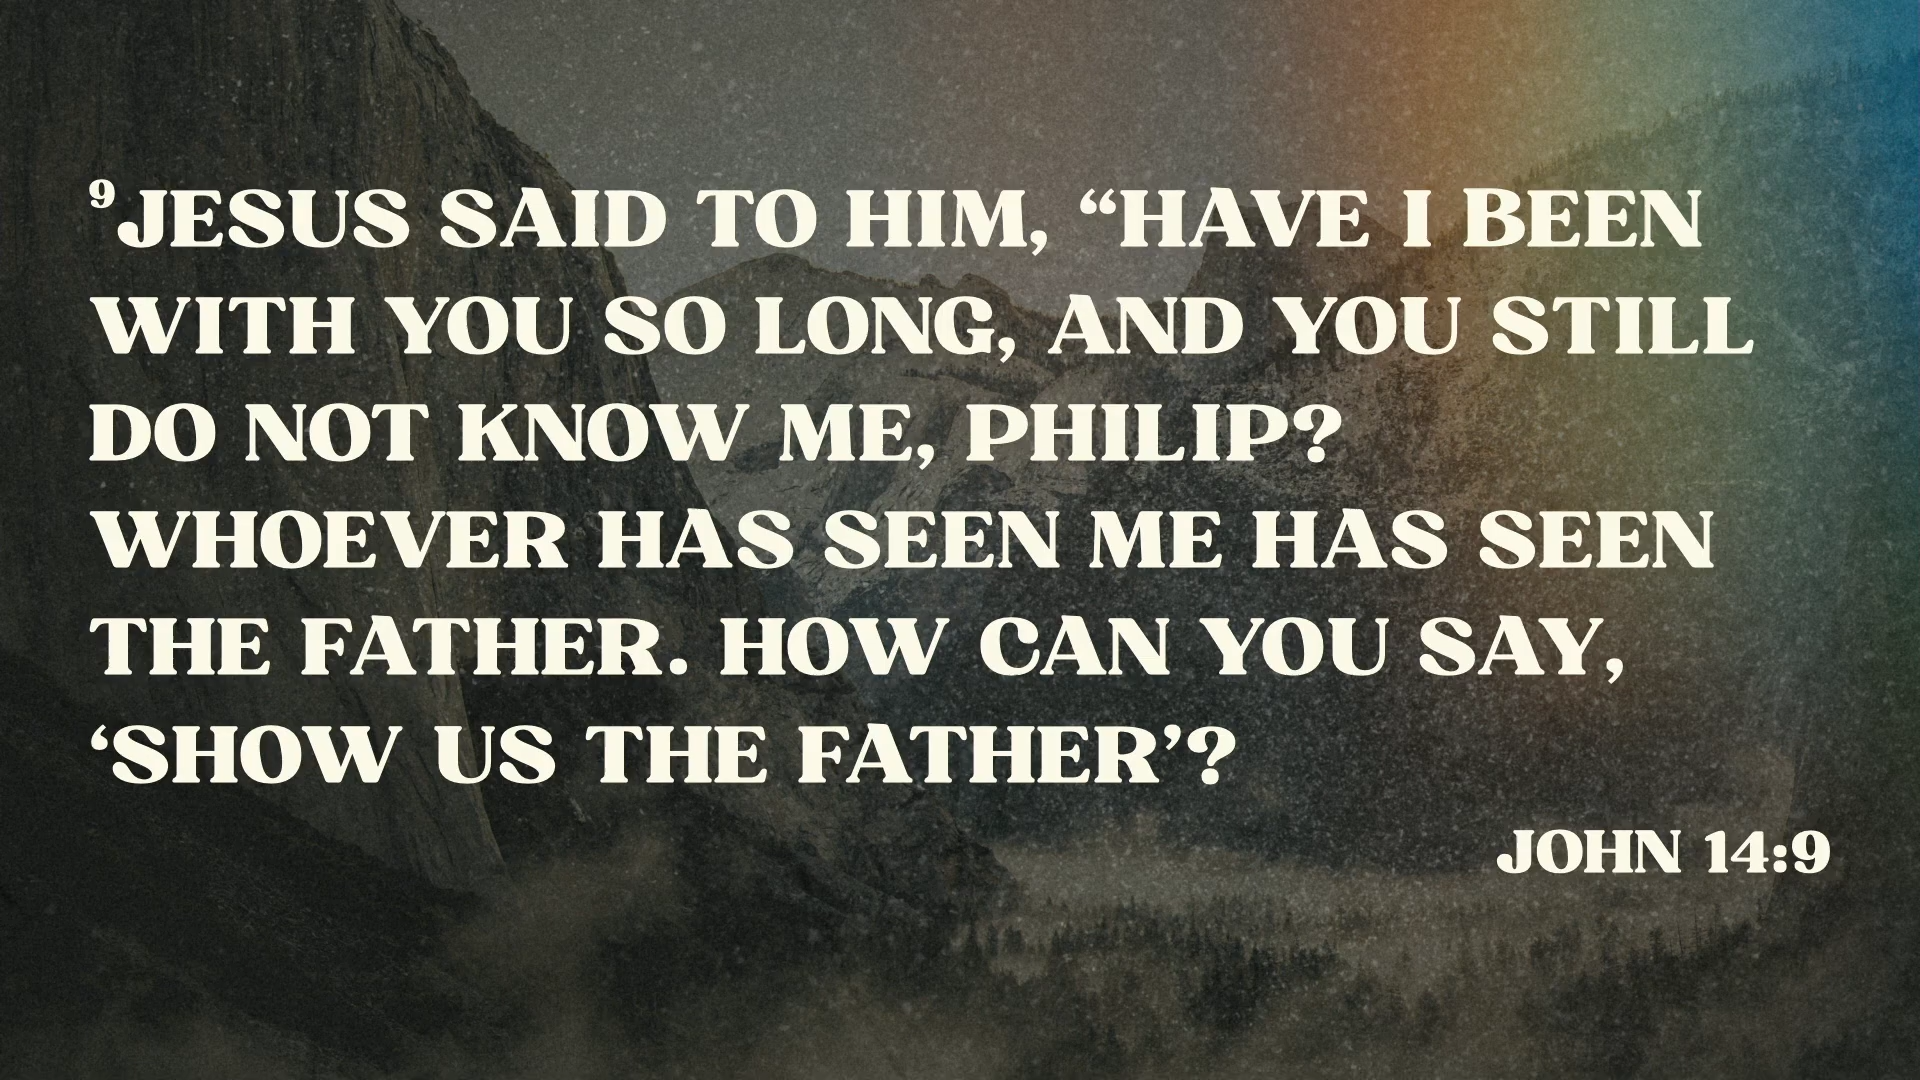 ⁹JESUS SAID TO HIM, “HAVE I BEEN
WITH YOU SO LONG, AND YOU STILL
DO NOT KNOW ME, PHILIP?
WHOEVER HAS SEEN ME HAS SEEN
THE FATHER. HOW CAN YOU SAY,
‘SHOW US THE FATHER’?
JOHN 14:9